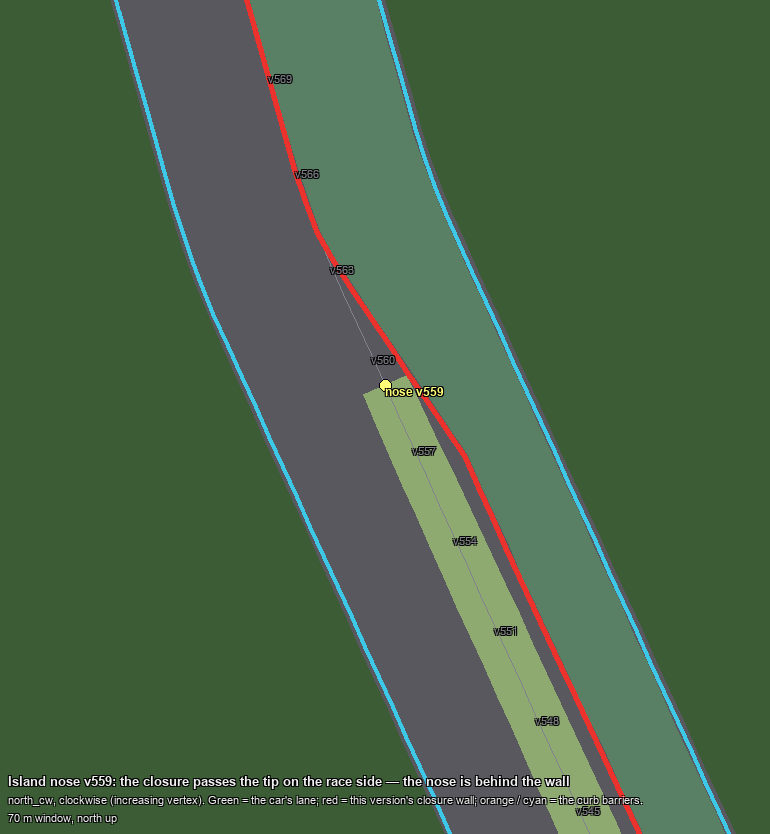 v569
v566
v563
v560
nose v559
v557
v554
v551
v548
Island nose v559: the closure passes the tip on the race side — the nose is behind the wall
north_cw, clockwise (increasing vertex). Green = the car's lane; red = this version's closure wall; orange / cyan = the curb barriers.
v545
70 m window, north up